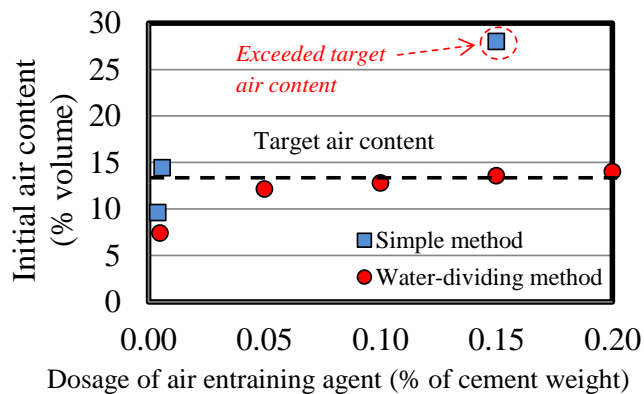 30
25
20
15
10
5
0
Initial air content
(% volume)
Exceeded target
air content
Target air content
Simple method
Water-dividing method
0.00 0.05 0.10 0.15 0.20
Dosage of air entraining agent (% of cement weight)